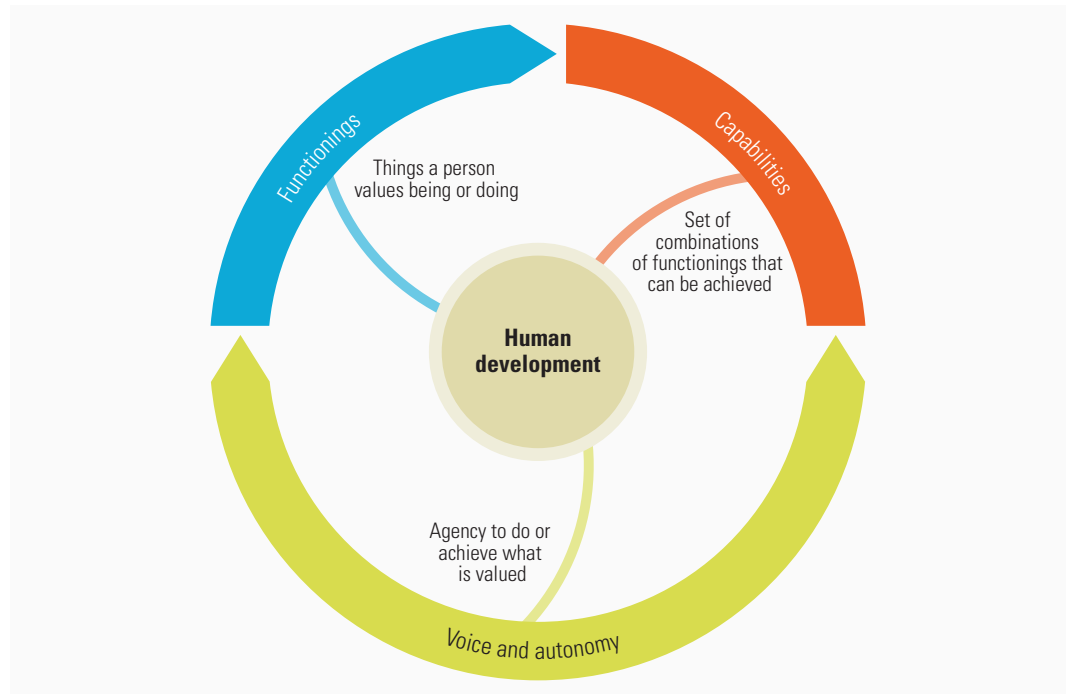 Functionings
Things a person
values being or doing
Capabilities
Set of
combinations
of functionings that
can be achieved
Human
development
Agency to do or
achieve what
is valued
Voice and autonomy